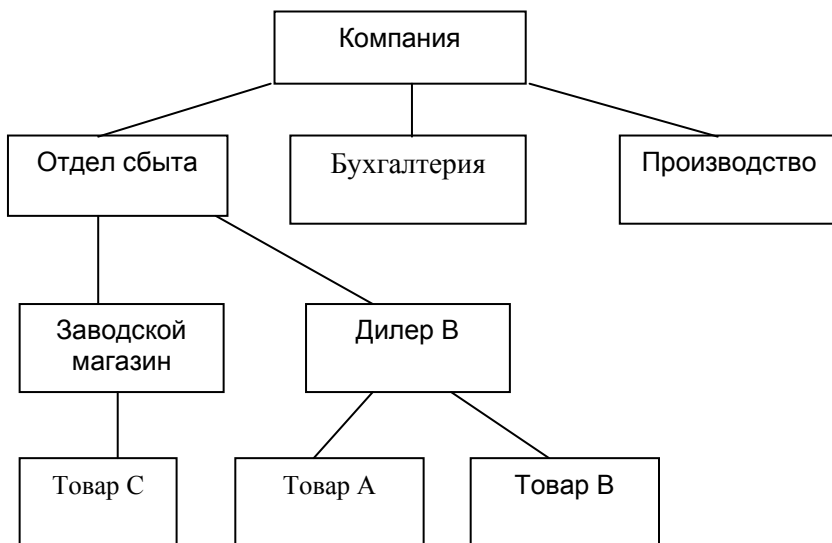 Компания
Отдел сбыта
Бухгалтерия
Производство
Заводской
магазин
Дилер В
Товар С
Товар А
Товар В